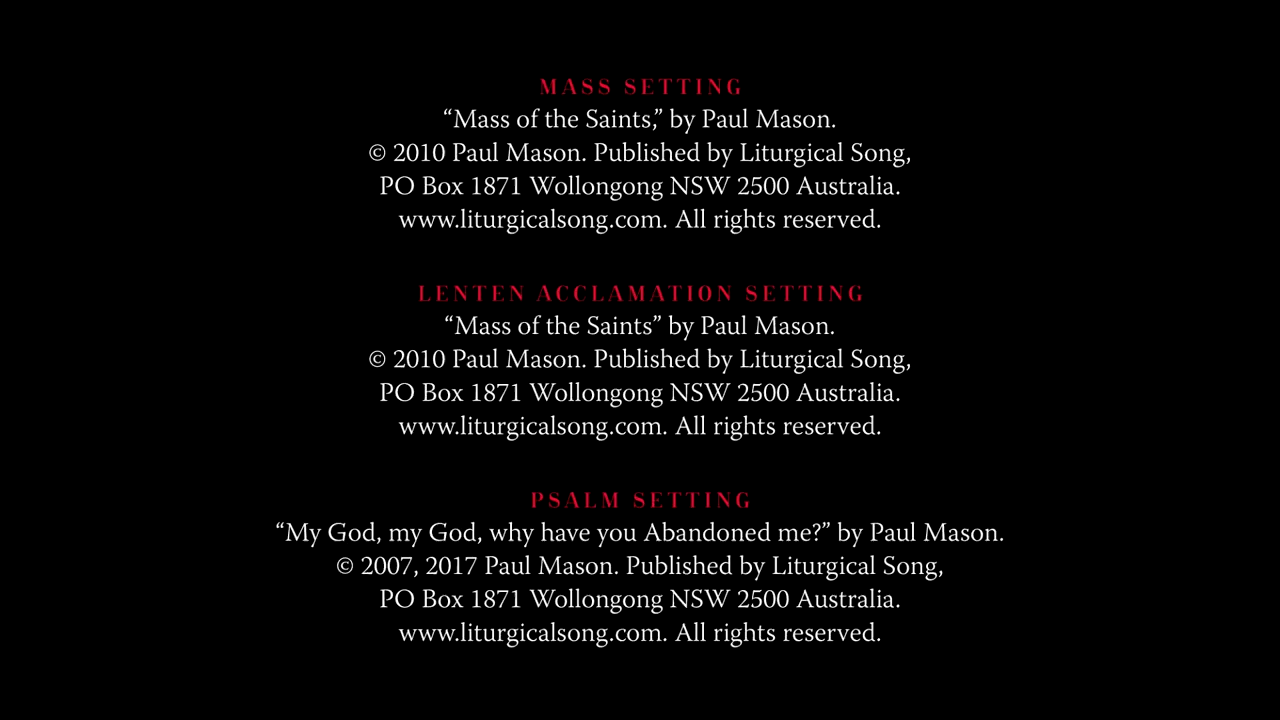 MASS SETTING
“Mass of the Saints,” by Paul Mason.
© 2010 Paul Mason. Published by Liturgical Song,
PO Box 1871 Wollongong NSW 2500 Australia.
www.liturgicalsong.com. All rights reserved.
LENTEN ACCLAMATION SETTING
“Mass of the Saints” by Paul Mason.
© 2010 Paul Mason. Published by Liturgical Song,
PO Box 1871 Wollongong NSW 2500 Australia.
www.liturgicalsong.com. All rights reserved.
PSALM SETTING
“My God, my God, why have you Abandoned me?” by Paul Mason.
© 2007, 2017 Paul Mason. Published by Liturgical Song,
PO Box 1871 Wollongong NSW 2500 Australia.
www.liturgicalsong.com. All rights reserved.